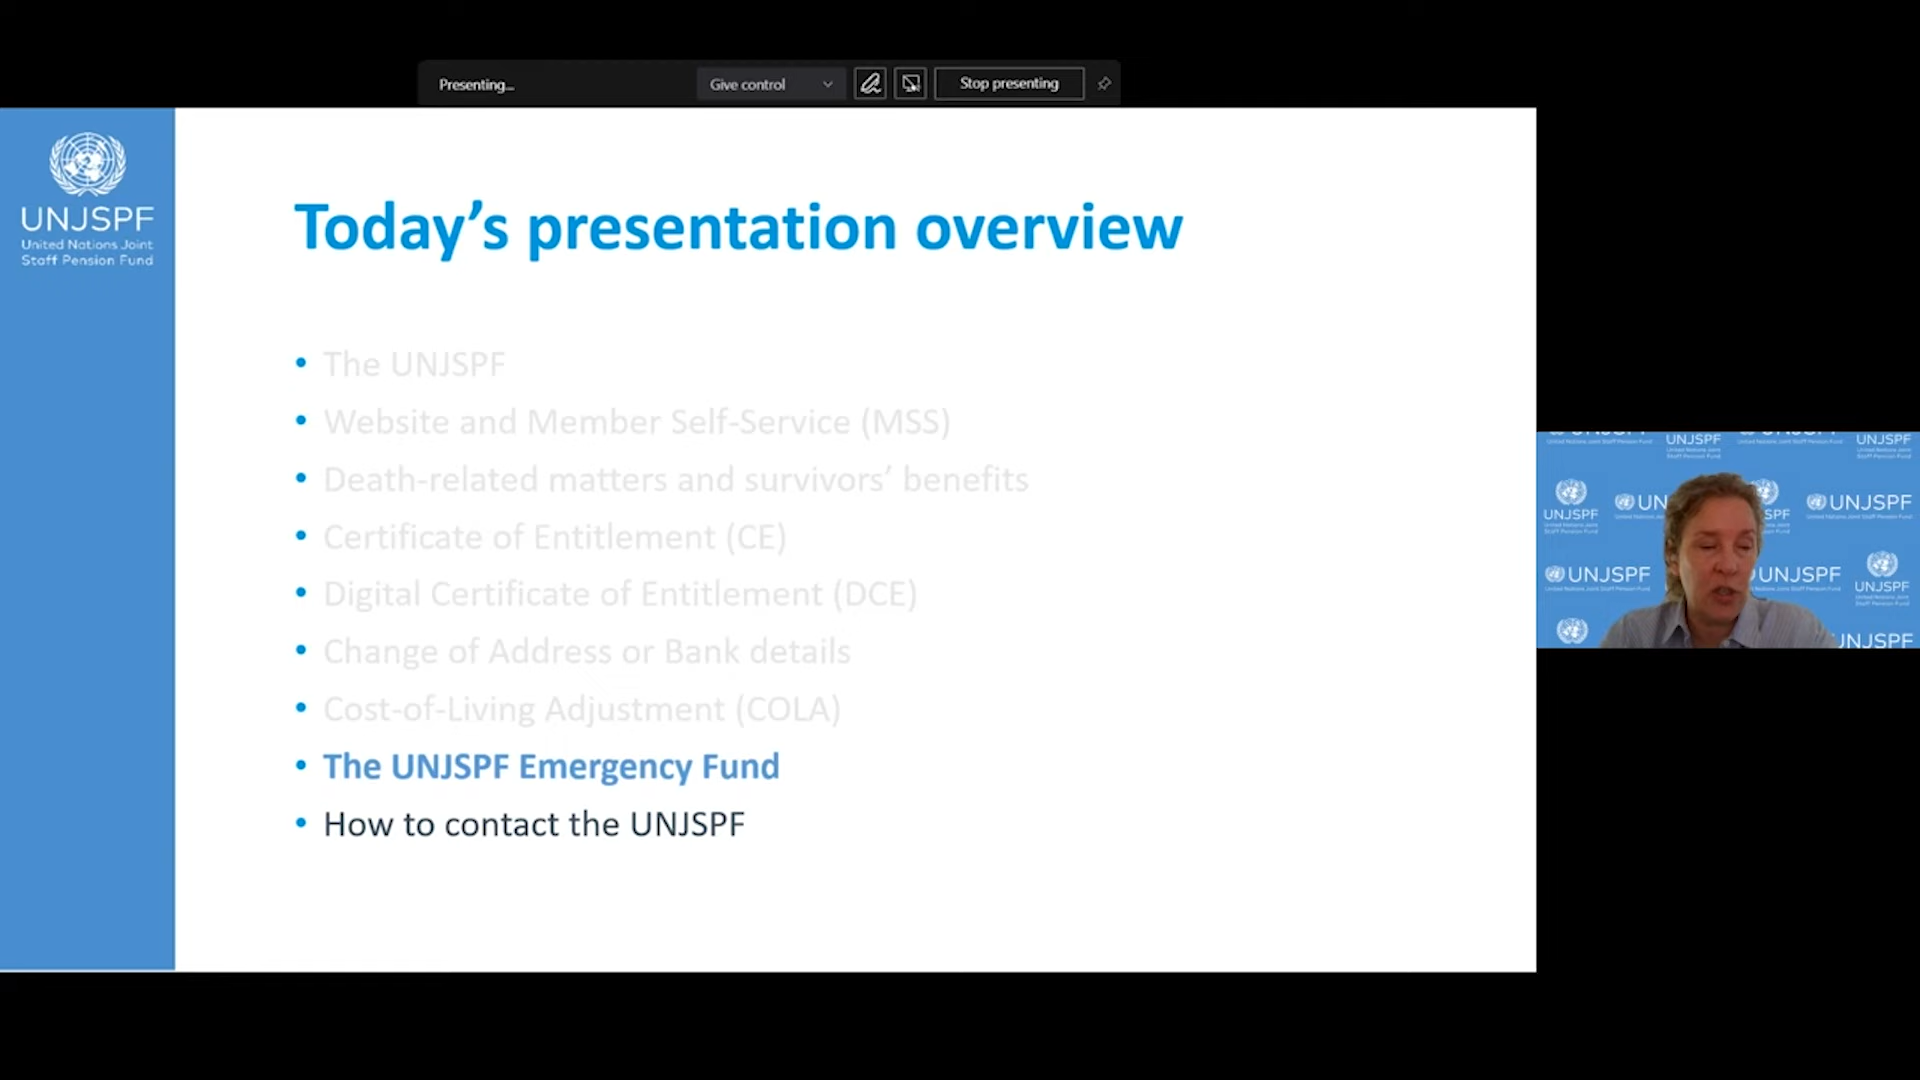 Presenting...
Give control
Stop presenting
UNJSPF
United Nations Joint
Staff Pension Fund
Today's presentation overview
• The UNJSPF
• Website and Member Self-Service (MSS)
• Death-related matters and survivors' benefits
• Certificate of Entitlement (CE)
• Digital Certificate of Entitlement (DCE)
• Change of Address or Bank details
• Cost-of-Living Adjustment (COLA)
• The UNJSPF Emergency Fund
• How to contact the UNJSPF
UNJSPF
UNJSPF
UNJSPF
UN
SPF
UNJSPF
UNJSPF
UNJSPF
UNJSPF
UNJSPF